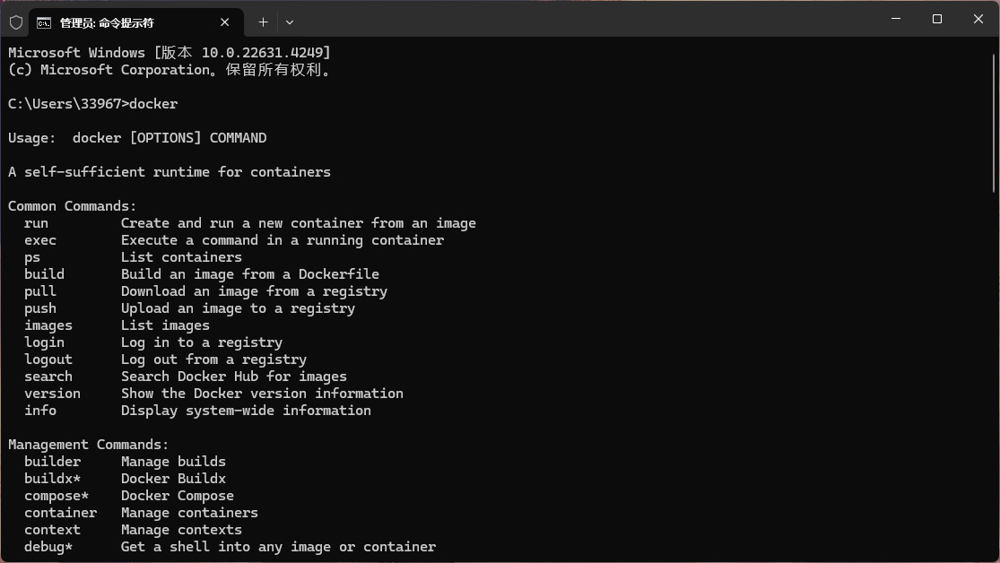 管理员: 命令提示符
Microsoft Windows [版本 10.0.22631.4249]
(c) Microsoft Corporation。保留所有权利。
C:\Users\33967>docker
Usage:  docker [OPTIONS] COMMAND
A self-sufficient runtime for containers
Common Commands:
  run         Create and run a new container from an image
  exec        Execute a command in a running container
  ps          List containers
  build       Build an image from a Dockerfile
  pull        Download an image from a registry
  push        Upload an image to a registry
  images      List images
  login       Log in to a registry
  logout      Log out from a registry
  search      Search Docker Hub for images
  version     Show the Docker version information
  info        Display system-wide information
Management Commands:
  builder     Manage builds
  buildx*     Docker Buildx
  compose*    Docker Compose
  container   Manage containers
  context     Manage contexts
  debug*      Get a shell into any image or container